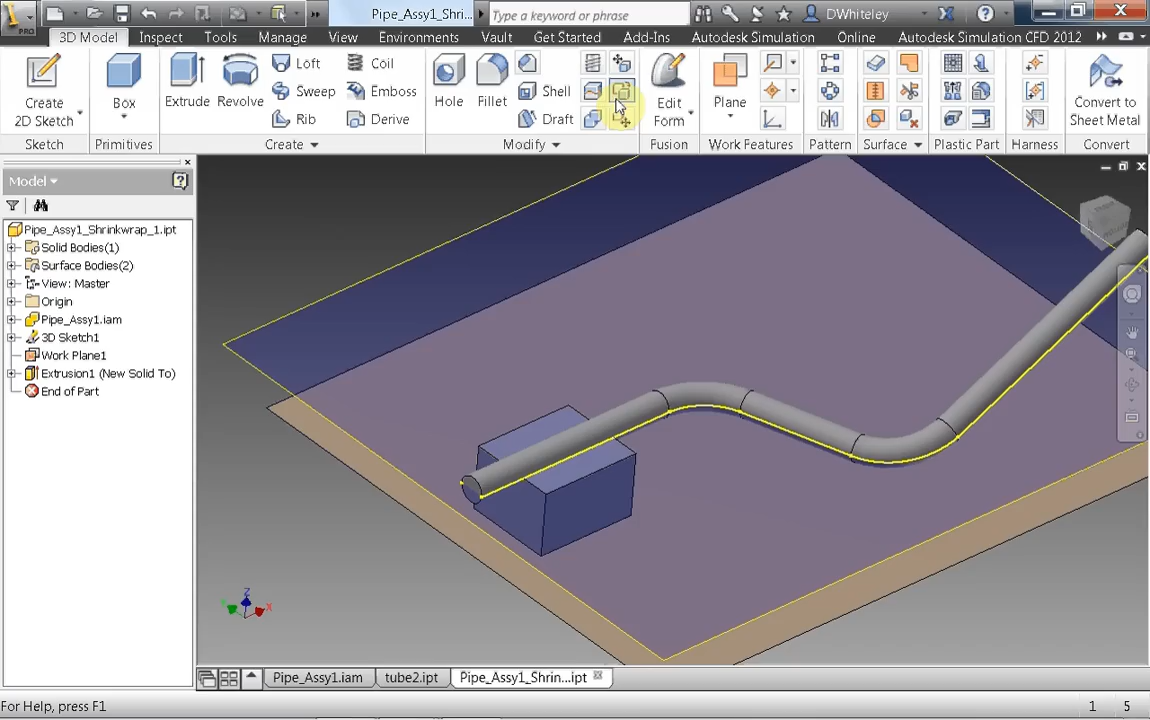 PRO
Pipe_Assy1_Shri...
Type a keyword or phrase
DWhiteley
3D Model Inspect Tools Manage View Environments Vault Get Started Add-Ins Autodesk Simulation Online Autodesk Simulation CFD 2012
Create
2D Sketch
Box
Extrude
Revolve
Loft
Sweep
Rib
Coil
Emboss
Derive
Hole
Fillet
Shell
Draft
Edit
Form
Plane
Convert to
Sheet Metal
Sketch Primitives Create Modify Fusion Work Features Pattern Surface Plastic Part Harness Convert
Model
Pipe_Assy1_Shrinkwrap_1.ipt
Solid Bodies(1)
Surface Bodies(2)
View: Master
Origin
Pipe_Assy1.iam
3D Sketch1
Work Plane1
Extrusion1 (New Solid To)
End of Part
Z
X
Pipe_Assy1.iam tube2.ipt Pipe_Assy1_Shrin...ipt
For Help, press F1
1 5